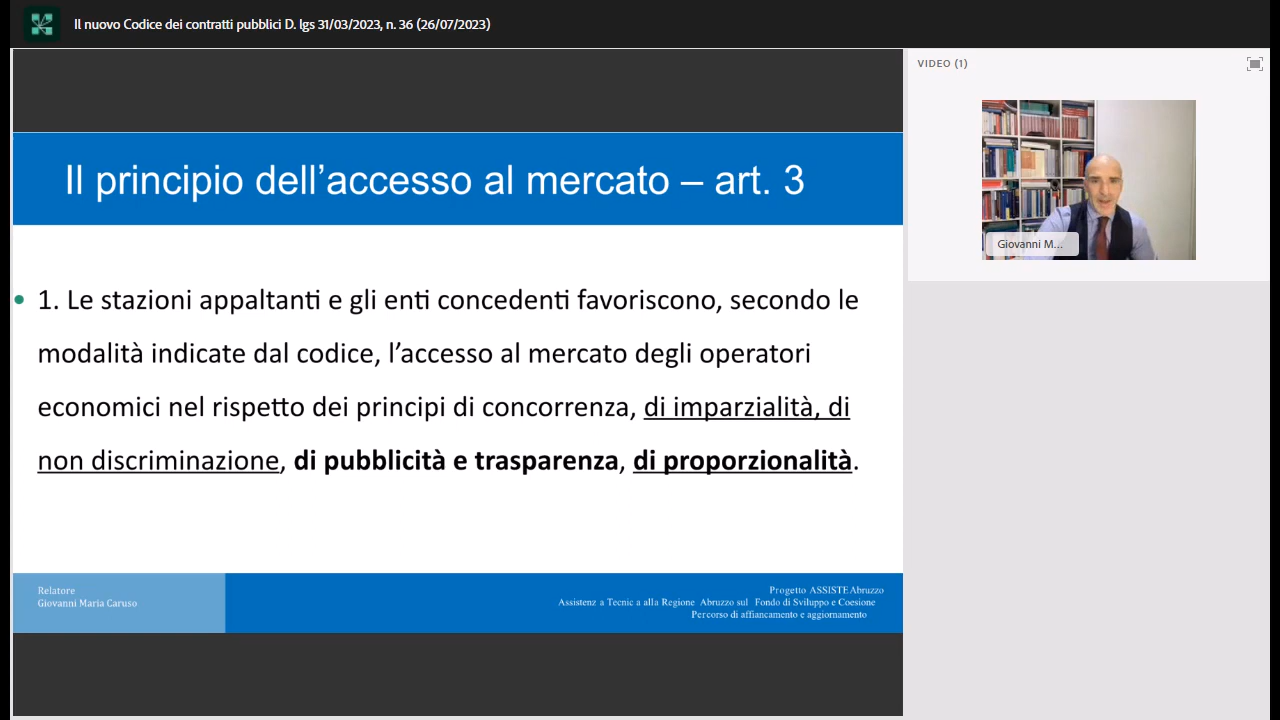 Il nuovo Codice dei contratti pubblici D. lgs 31/03/2023, n. 36 (26/07/2023)
VIDEO (1)
Il principio dell’accesso al mercato – art. 3
Giovanni M...
• 1. Le stazioni appaltanti e gli enti concedenti favoriscono, secondo le
modalità indicate dal codice, l’accesso al mercato degli operatori
economici nel rispetto dei principi di concorrenza, di imparzialità, di
non discriminazione, di pubblicità e trasparenza, di proporzionalità.
Relatore
Giovanni Maria Caruso
Progetto ASSISTEAbruzzo
Assistenz a Tecnic a alla Regione Abruzzo sul Fondo di Sviluppo e Coesione
Percorso di affiancamento e aggiornamento